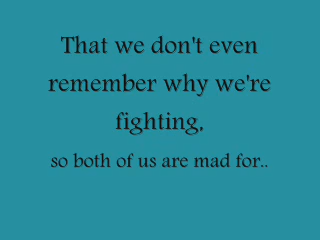 That we don't even
remember why we're
fighting,
so both of us are mad for..